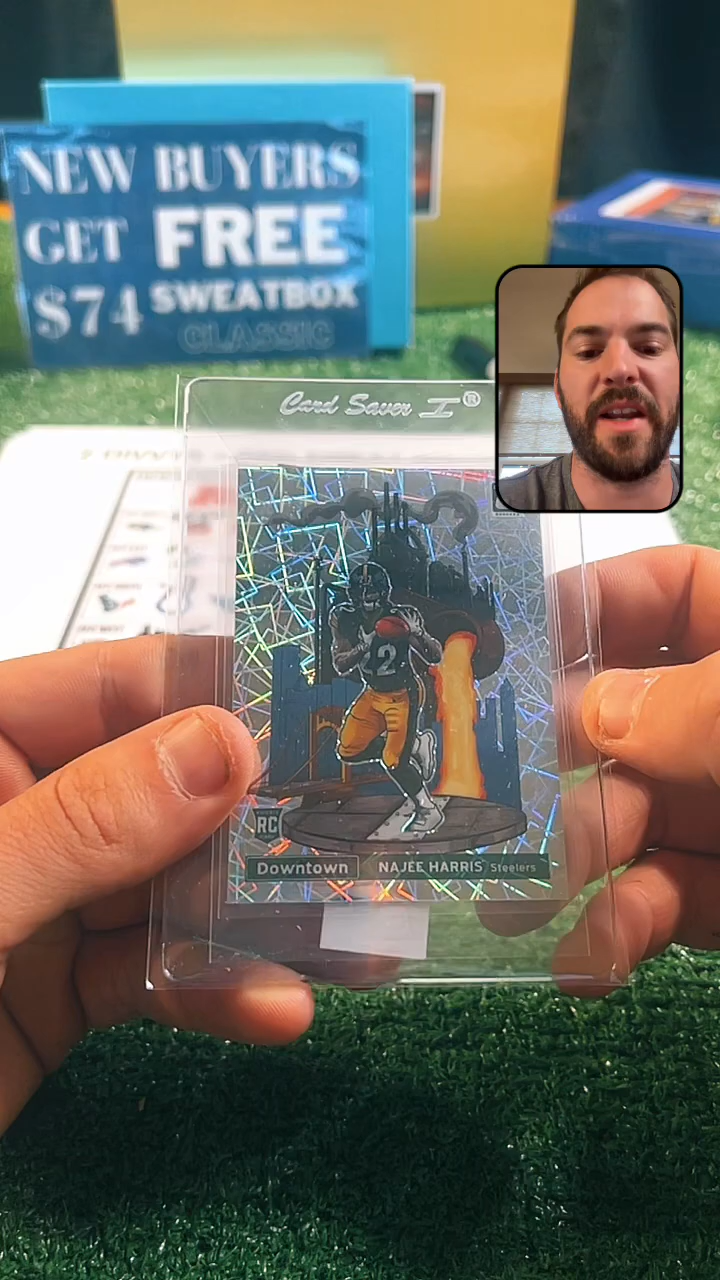 NEW BUYERS
GET FREE
$74 SWEATBOX
CLASSIC
Card Saver I®
22
RC
Downtown NAJEE HARRIS Steelers